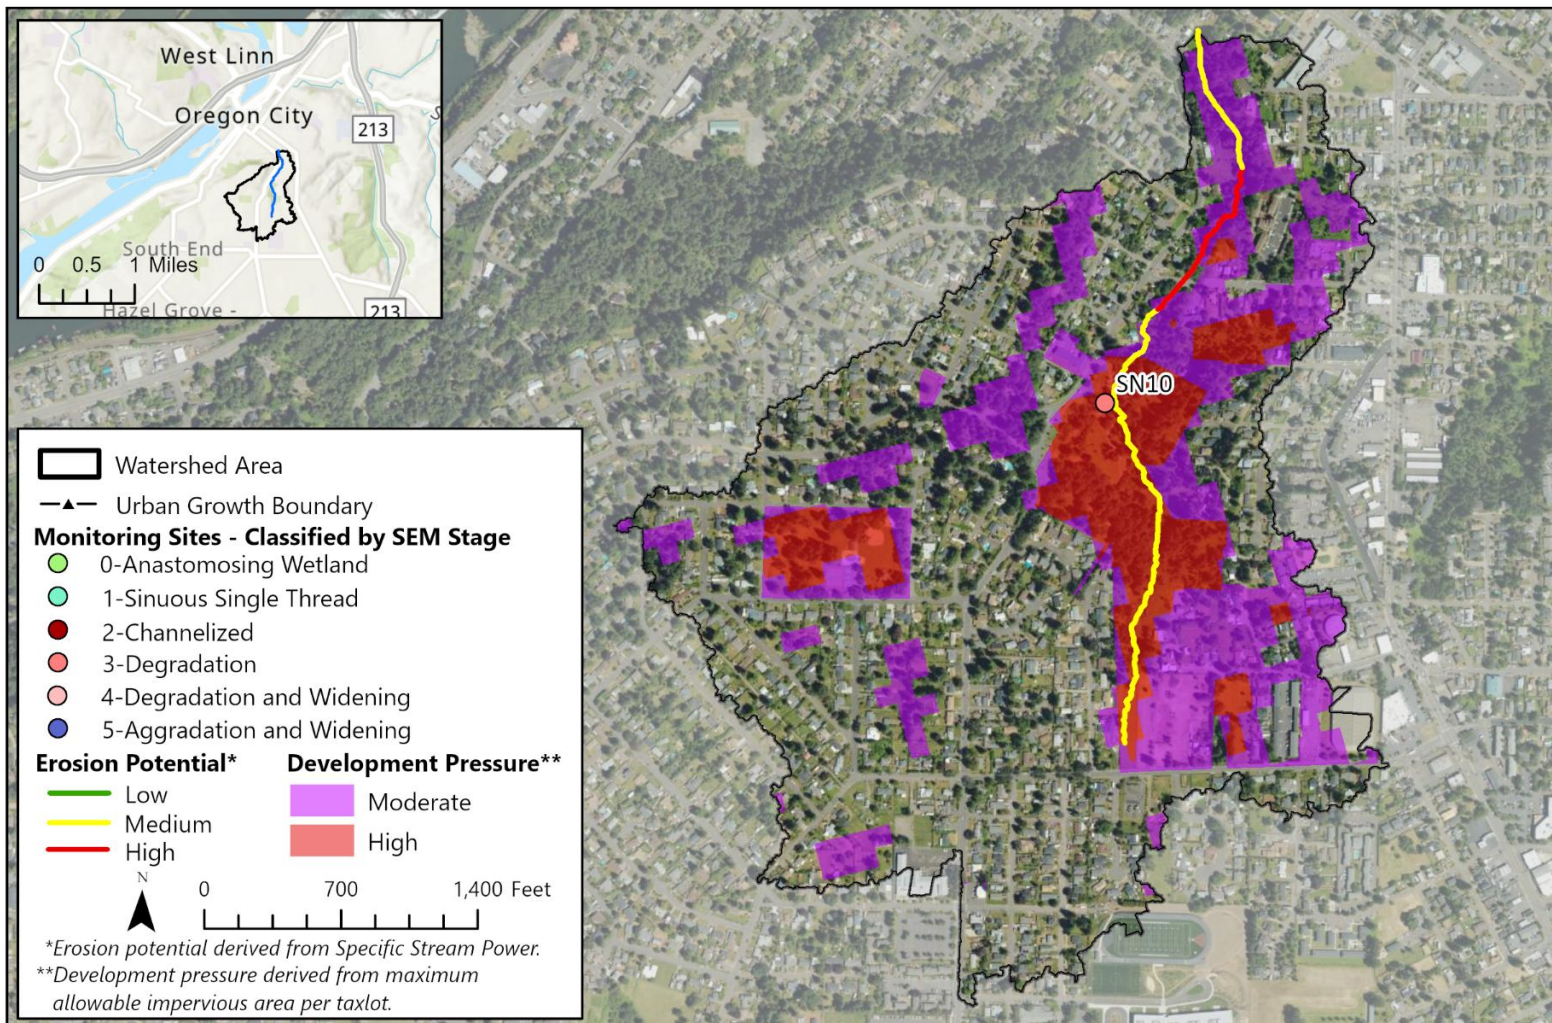 West Linn
Oregon City
213
South End
0 0.5 1 Miles
Hazel Grove -
213
SN10
Watershed Area
Urban Growth Boundary
Monitoring Sites - Classified by SEM Stage
0-Anastomosing Wetland
1-Sinuous Single Thread
2-Channelized
3-Degradation
4-Degradation and Widening
5-Aggradation and Widening
Erosion Potential* Development Pressure**
Low
Medium
High
Moderate
High
N
0 700 1,400 Feet
*Erosion potential derived from Specific Stream Power.
**Development pressure derived from maximum
allowable impervious area per taxlot.